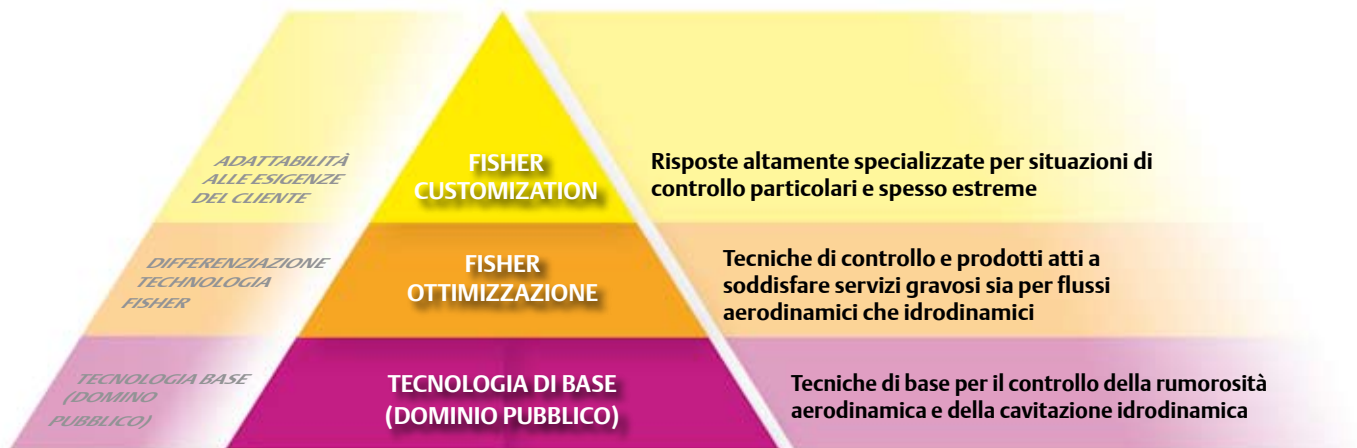 ADATTABILITÀ
ALLE ESIGENZE
DEL CLIENTE
FISHER
CUSTOMIZATION
Risposte altamente specializzate per situazioni di
controllo particolari e spesso estreme
DIFFERENZIAZIONE
TECHNOLOGIA
FISHER
FISHER
OTTIMIZZAZIONE
Tecniche di controllo e prodotti atti a
soddisfare servizi gravosi sia per flussi
aerodinamici che idrodinamici
TECNOLOGIA BASE
(DOMINO
PUBBLICO)
TECNOLOGIA DI BASE
(DOMINIO PUBBLICO)
Tecniche di base per il controllo della rumorosità
aerodinamica e della cavitazione idrodinamica